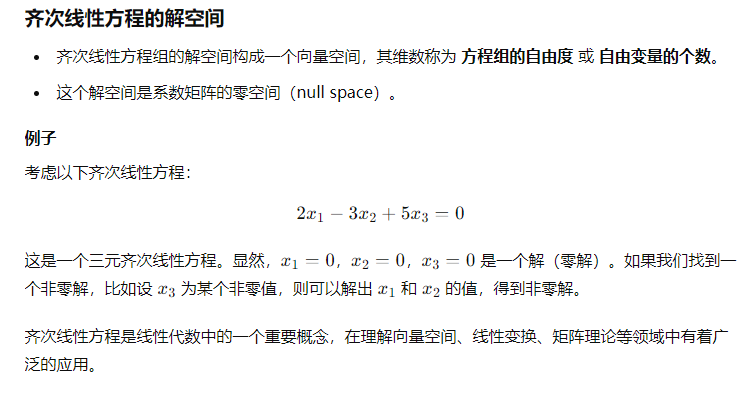 齐次线性方程的解空间
• 齐次线性方程组的解空间构成一个向量空间，其维数称为 方程组的自由度 或 自由变量的个数。
• 这个解空间是系数矩阵的零空间（null space）。
例子
考虑以下齐次线性方程：
2x₁ − 3x₂ + 5x₃ = 0
这是一个三元齐次线性方程。显然，x₁ = 0，x₂ = 0，x₃ = 0 是一个解（零解）。如果我们找到一
个非零解，比如设 x₃ 为某个非零值，则可以解出 x₁ 和 x₂ 的值，得到非零解。
齐次线性方程是线性代数中的一个重要概念，在理解向量空间、线性变换、矩阵理论等领域中有着广
泛的应用。